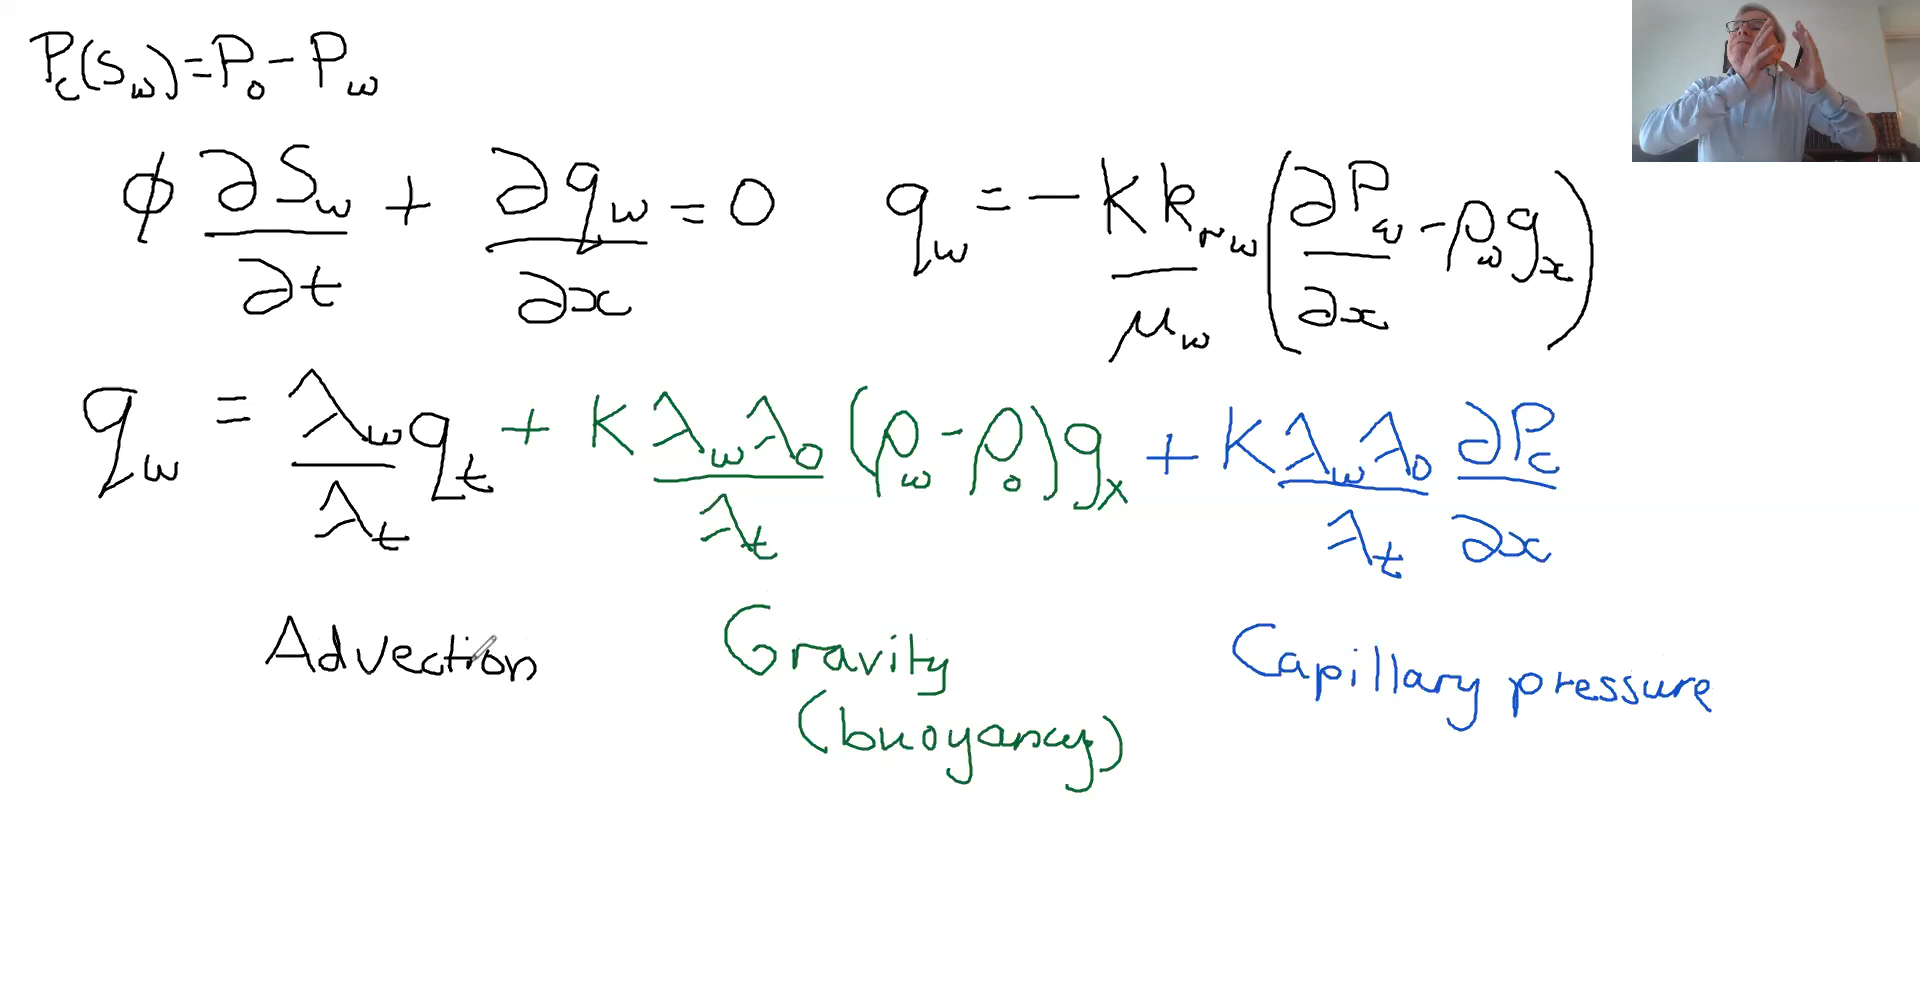 P_c(S_w) = P_o - P_w
ϕ ∂S_w/∂t + ∂q_w/∂x = 0 q_w = - K k_rw/μ_w (∂P_w/∂x - ρ_w g_x)
q_w = λ_w/λ_t q_t + K λ_w λ_o/λ_t (ρ_w - ρ_o) g_x + K λ_w λ_o/λ_t ∂P_c/∂x
Advection Gravity Capillary pressure
(buoyancy)